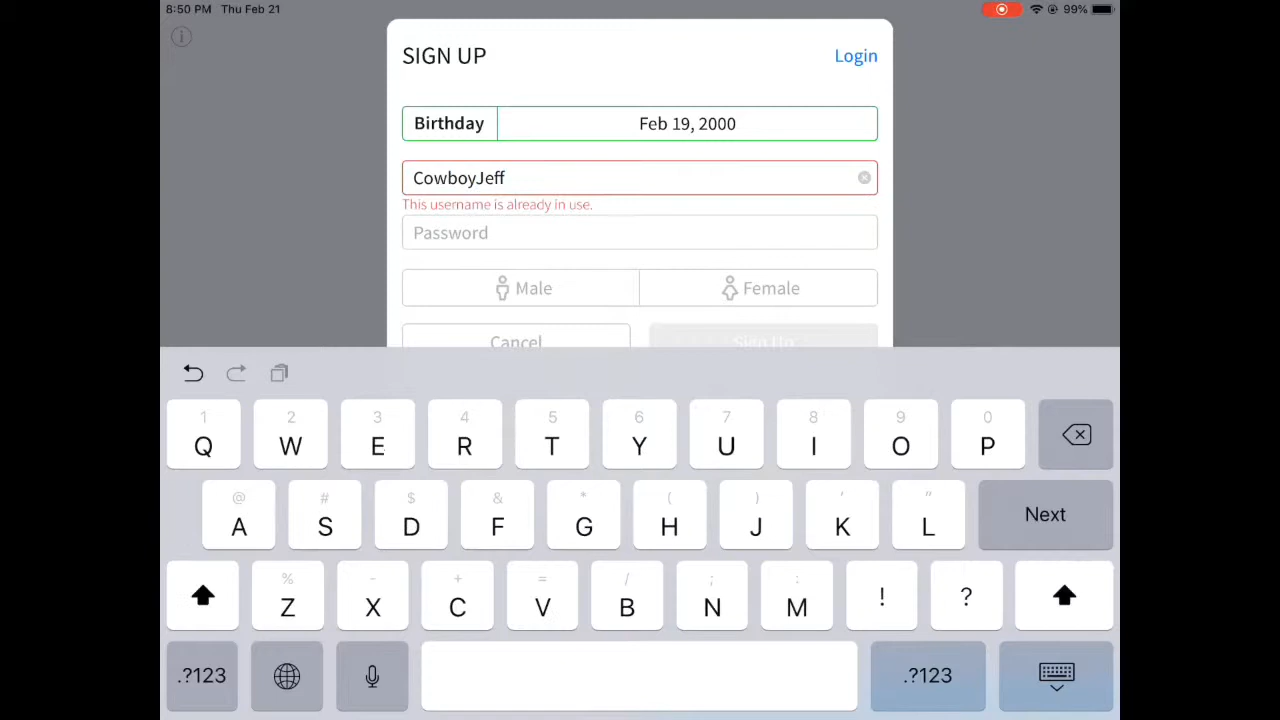 8:50 PM Thu Feb 21 99%
SIGN UP Login
Birthday Feb 19, 2000
CowboyJeff
This username is already in use.
Password
Male Female
Cancel Sign Up
1 2 3 4 5 6 7 8 9 0
Q W E R T Y U I O P
@ # $ & * ( ) ' "
A S D F G H J K L Next
% - + = / ; :
Z X C V B N M ! ?
.?123 .?123